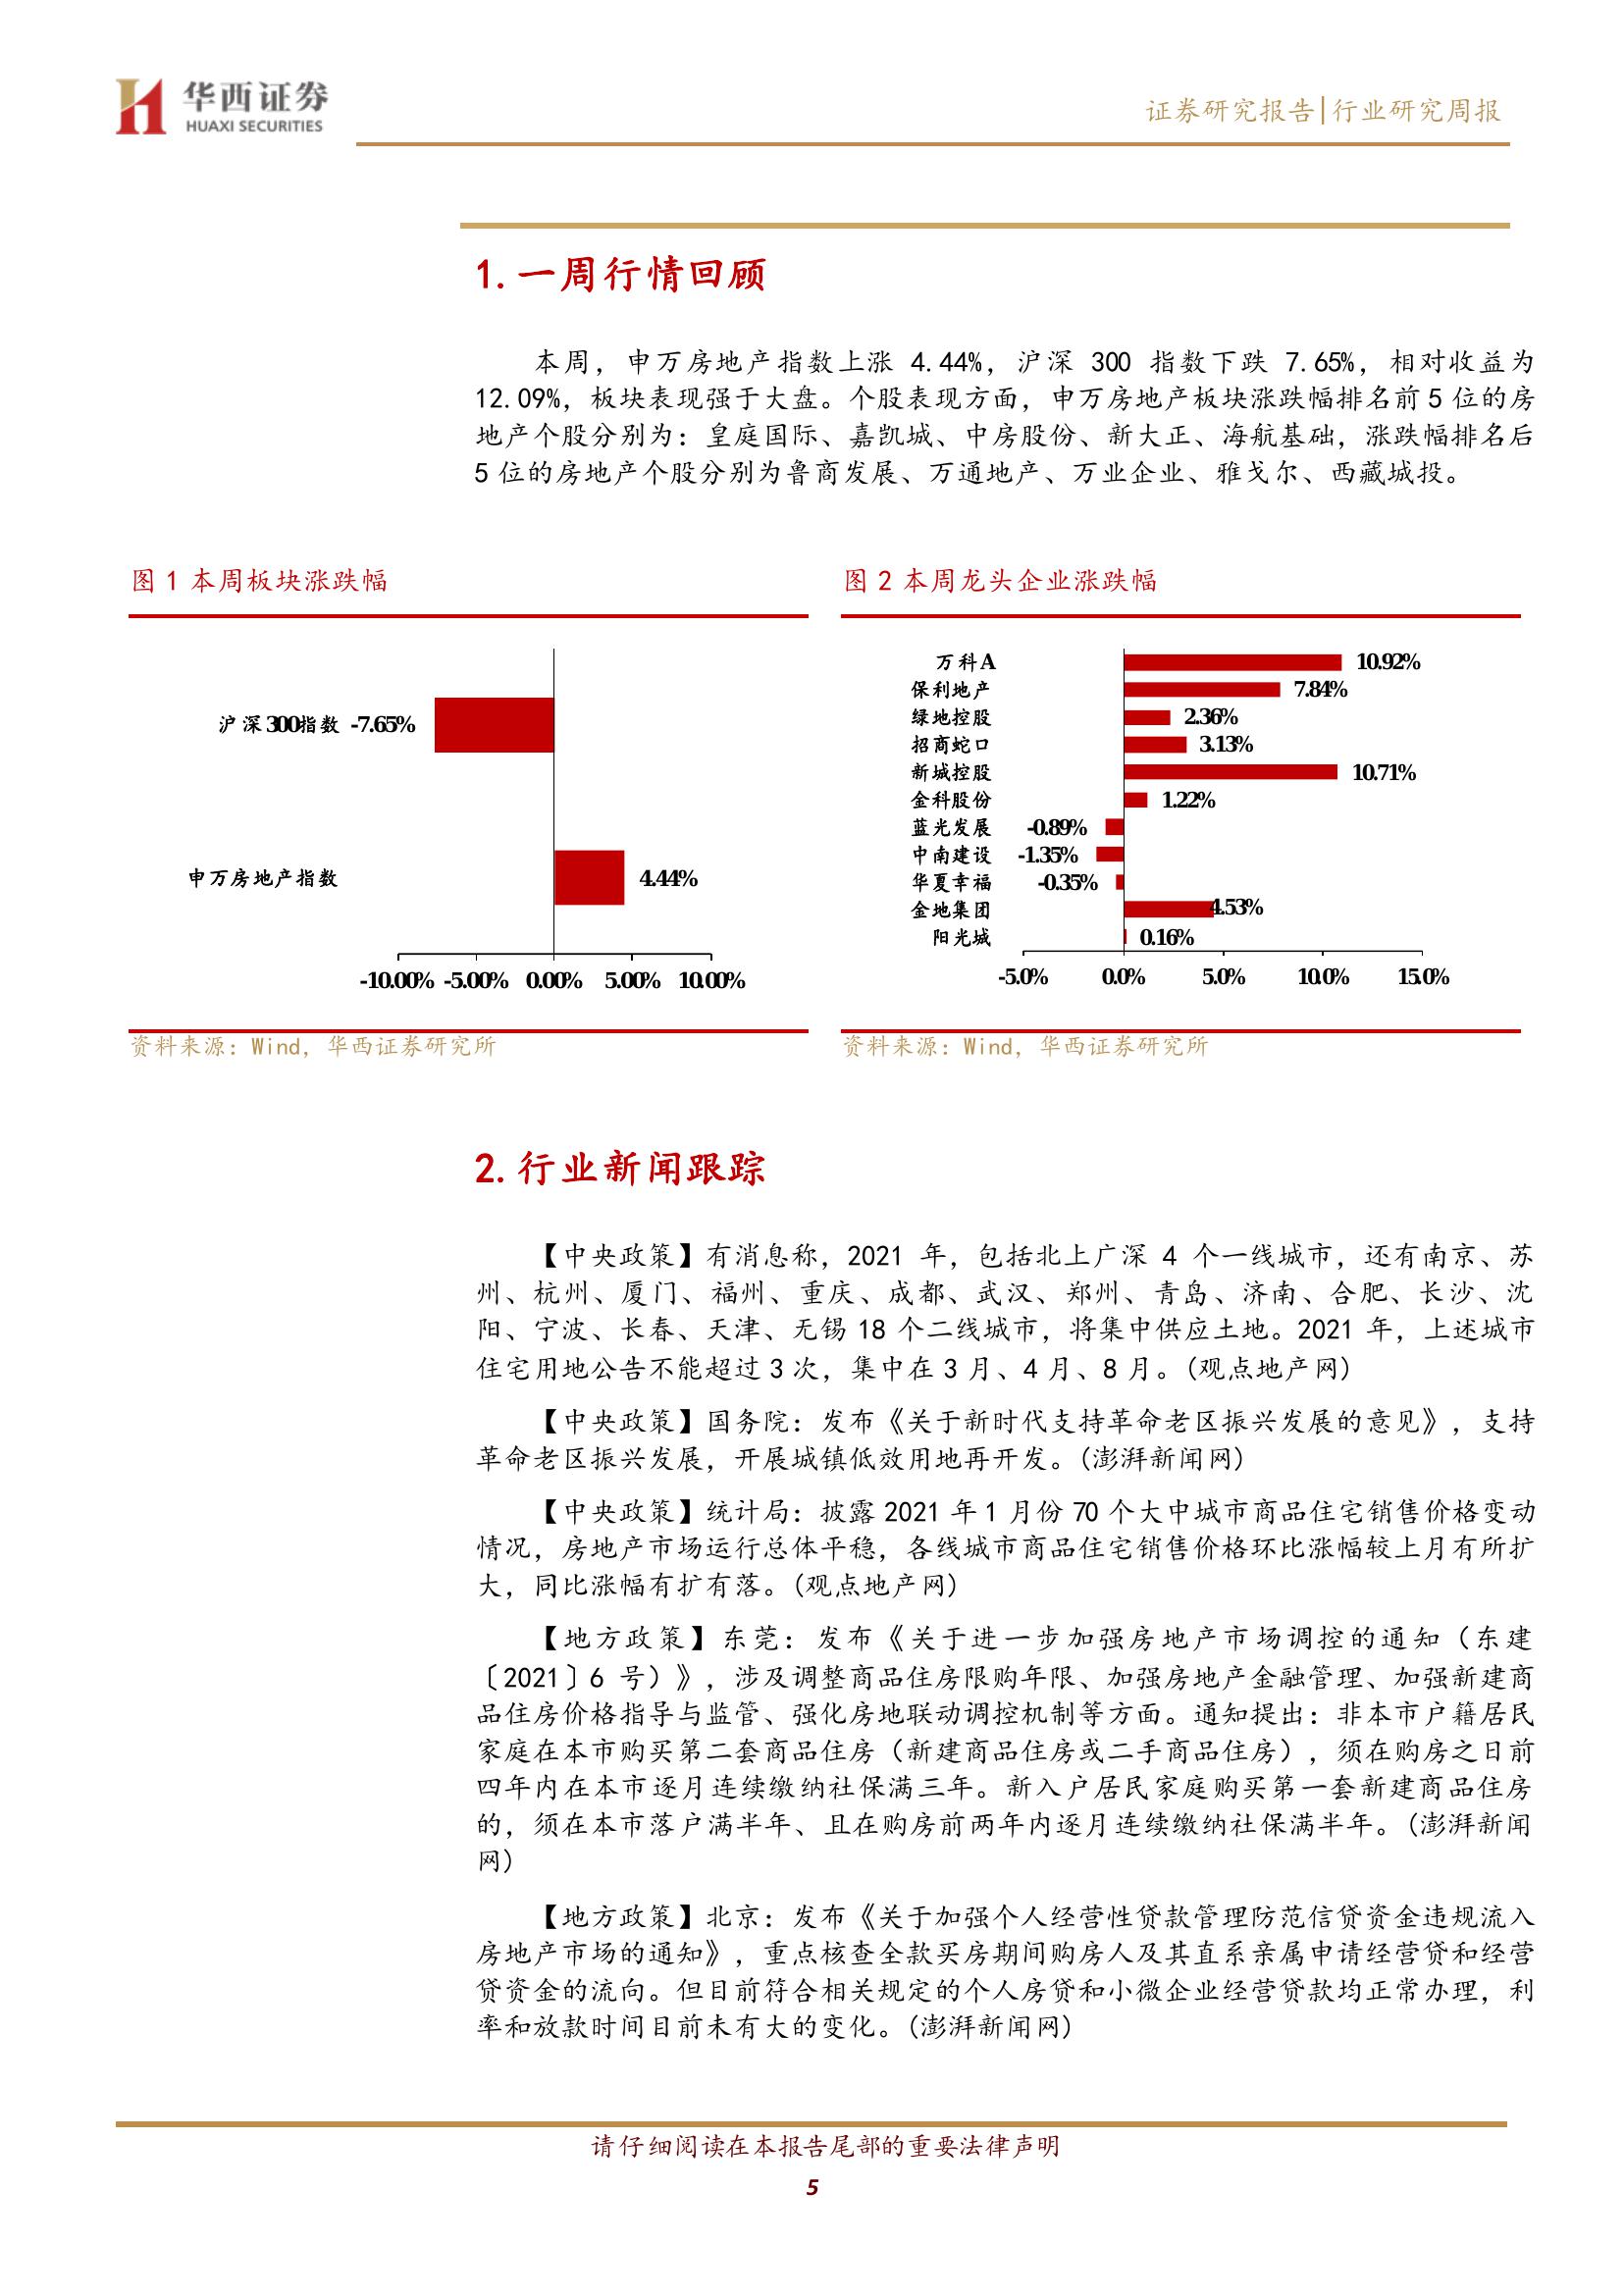 华西证券
HUAXI SECURITIES
证券研究报告|行业研究周报
1.一周行情回顾
本周，申万房地产指数上涨 4.44%，沪深 300 指数下跌 7.65%，相对收益为
12.09%，板块表现强于大盘。个股表现方面，申万房地产板块涨跌幅排名前 5 位的房
地产个股分别为：皇庭国际、嘉凯城、中房股份、新大正、海航基础，涨跌幅排名后
5 位的房地产个股分别为鲁商发展、万通地产、万业企业、雅戈尔、西藏城投。
图 1 本周板块涨跌幅
沪深300指数 -7.65%
申万房地产指数 4.44%
-10.00% -5.00% 0.00% 5.00% 10.00%
资料来源：Wind，华西证券研究所
图 2 本周龙头企业涨跌幅
万科A 10.92%
保利地产 7.84%
绿地控股 2.36%
招商蛇口 3.13%
新城控股 10.71%
金科股份 1.22%
蓝光发展 -0.89%
中南建设 -1.35%
华夏幸福 -0.35%
金地集团 4.53%
阳光城 0.16%
-5.0% 0.0% 5.0% 10.0% 15.0%
资料来源：Wind，华西证券研究所
2.行业新闻跟踪
【中央政策】有消息称，2021 年，包括北上广深 4 个一线城市，还有南京、苏
州、杭州、厦门、福州、重庆、成都、武汉、郑州、青岛、济南、合肥、长沙、沈
阳、宁波、长春、天津、无锡 18 个二线城市，将集中供应土地。2021 年，上述城市
住宅用地公告不能超过 3 次，集中在 3 月、4 月、8 月。(观点地产网)
【中央政策】国务院：发布《关于新时代支持革命老区振兴发展的意见》，支持
革命老区振兴发展，开展城镇低效用地再开发。(澎湃新闻网)
【中央政策】统计局：披露 2021 年 1 月份 70 个大中城市商品住宅销售价格变动
情况，房地产市场运行总体平稳，各线城市商品住宅销售价格环比涨幅较上月有所扩
大，同比涨幅有扩有落。(观点地产网)
【地方政策】东莞：发布《关于进一步加强房地产市场调控的通知（东建
〔2021〕6 号）》，涉及调整商品住房限购年限、加强房地产金融管理、加强新建商
品住房价格指导与监管、强化房地联动调控机制等方面。通知提出：非本市户籍居民
家庭在本市购买第二套商品住房（新建商品住房或二手商品住房），须在购房之日前
四年内在本市逐月连续缴纳社保满三年。新入户居民家庭购买第一套新建商品住房
的，须在本市落户满半年、且在购房前两年内逐月连续缴纳社保满半年。(澎湃新闻
网)
【地方政策】北京：发布《关于加强个人经营性贷款管理防范信贷资金违规流入
房地产市场的通知》，重点核查全款买房期间购房人及其直系亲属申请经营贷和经营
贷资金的流向。但目前符合相关规定的个人房贷和小微企业经营贷款均正常办理，利
率和放款时间目前未有大的变化。(澎湃新闻网)
请仔细阅读在本报告尾部的重要法律声明
5